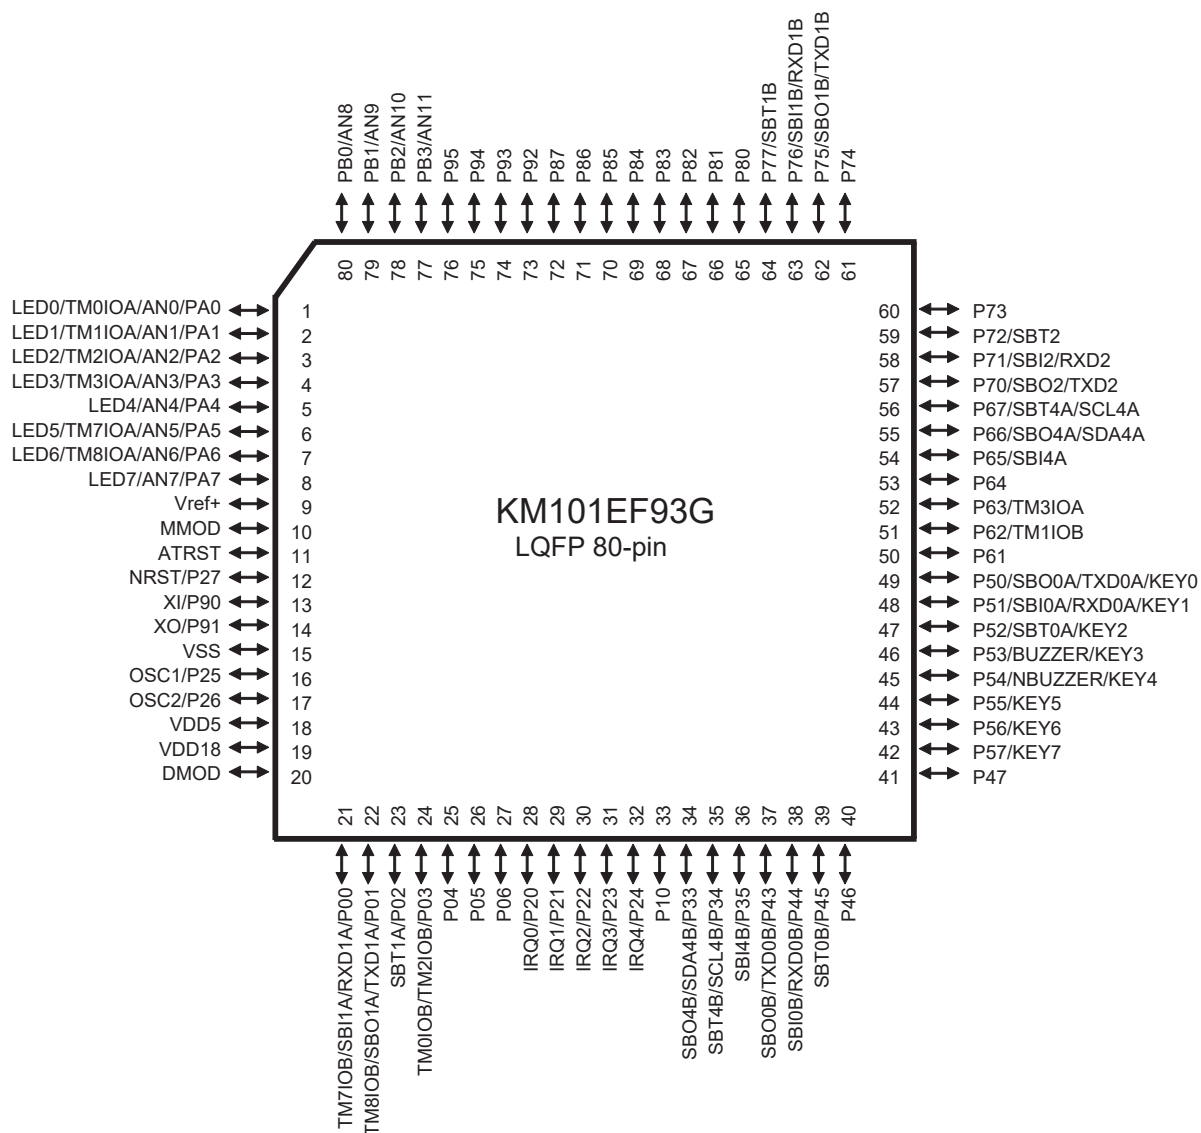 PB0/AN8
PB1/AN9
PB2/AN10
PB3/AN11
P95
P94
P93
P92
P87
P86
P85
P84
P83
P82
P81
P80
P77/SBT1B
P76/SBI1B/RXD1B
P75/SBO1B/TXD1B
P74
80
79
78
77
76
75
74
73
72
71
70
69
68
67
66
65
64
63
62
61
LED0/TM0IOA/AN0/PA0 1
LED1/TM1IOA/AN1/PA1 2
LED2/TM2IOA/AN2/PA2 3
LED3/TM3IOA/AN3/PA3 4
LED4/AN4/PA4 5
LED5/TM7IOA/AN5/PA5 6
LED6/TM8IOA/AN6/PA6 7
LED7/AN7/PA7 8
Vref+ 9
MMOD 10
ATRST 11
NRST/P27 12
XI/P90 13
XO/P91 14
VSS 15
OSC1/P25 16
OSC2/P26 17
VDD5 18
VDD18 19
DMOD 20
KM101EF93G
LQFP 80-pin
60 P73
59 P72/SBT2
58 P71/SBI2/RXD2
57 P70/SBO2/TXD2
56 P67/SBT4A/SCL4A
55 P66/SBO4A/SDA4A
54 P65/SBI4A
53 P64
52 P63/TM3IOA
51 P62/TM1IOB
50 P61
49 P50/SBO0A/TXD0A/KEY0
48 P51/SBI0A/RXD0A/KEY1
47 P52/SBT0A/KEY2
46 P53/BUZZER/KEY3
45 P54/NBUZZER/KEY4
44 P55/KEY5
43 P56/KEY6
42 P57/KEY7
41 P47
21
22
23
24
25
26
27
28
29
30
31
32
33
34
35
36
37
38
39
40
TM7IOB/SBI1A/RXD1A/P00
TM8IOB/SBO1A/TXD1A/P01
SBT1A/P02
TM0IOB/TM2IOB/P03
P04
P05
P06
IRQ0/P20
IRQ1/P21
IRQ2/P22
IRQ3/P23
IRQ4/P24
P10
SBO4B/SDA4B/P33
SBT4B/SCL4B/P34
SBI4B/P35
SBO0B/TXD0B/P43
SBI0B/RXD0B/P44
SBT0B/P45
P46